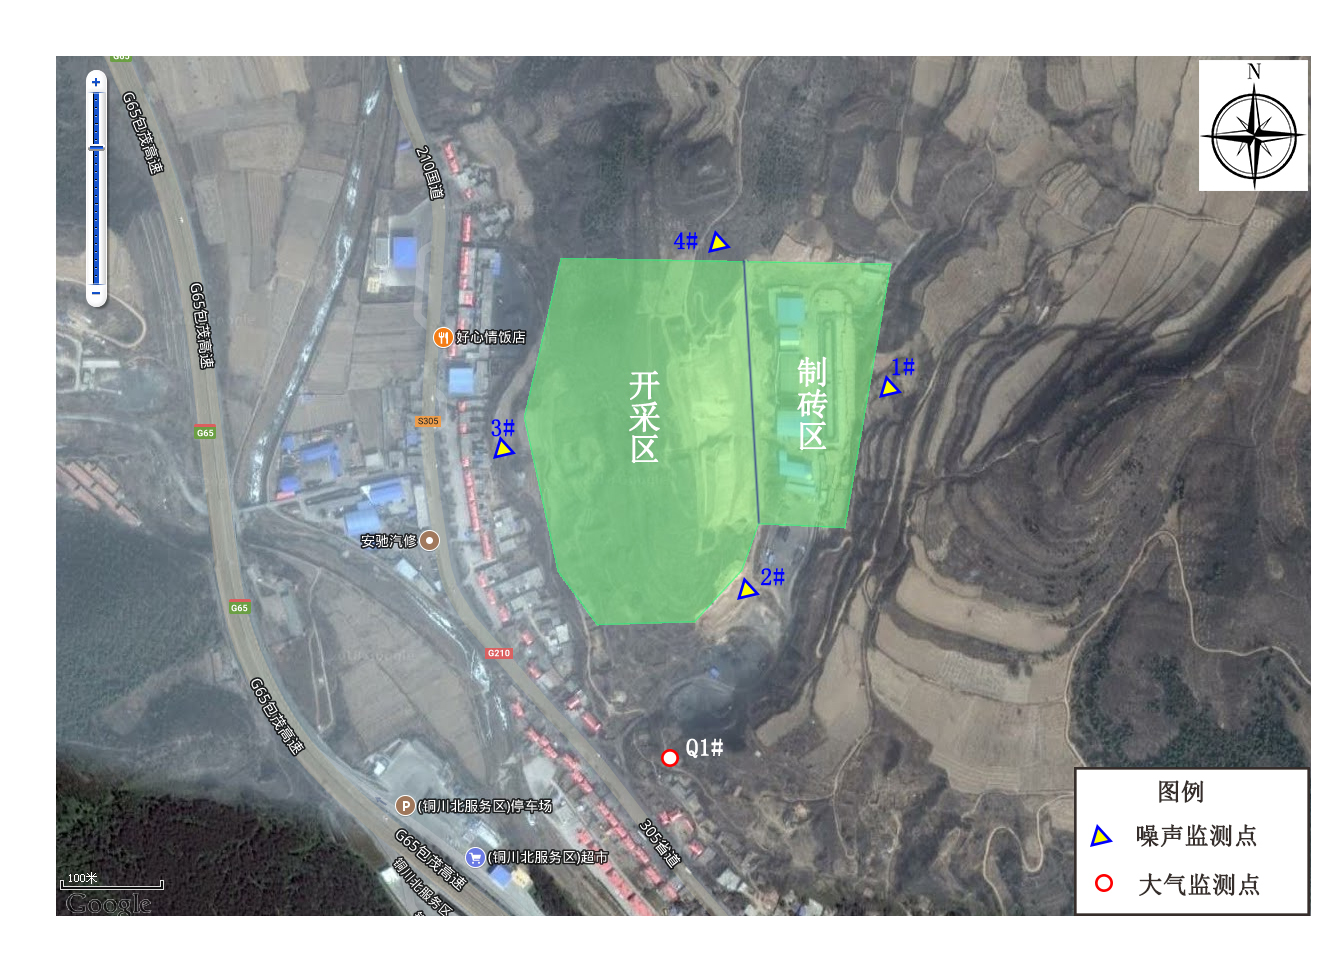 G65
N
G65包茂高速
210国道
4#
G65包茂高速
好心情饭店
开采区
制砖区
1#
S305
3#
G65
安驰汽修
2#
G65
G210
G65包茂高速
Q1#
图例
噪声监测点
大气监测点
P
(铜川北服务区)停车场
305省道
G65包茂高速
(铜川北服务区)超市
铜川北服务区
100米
Google